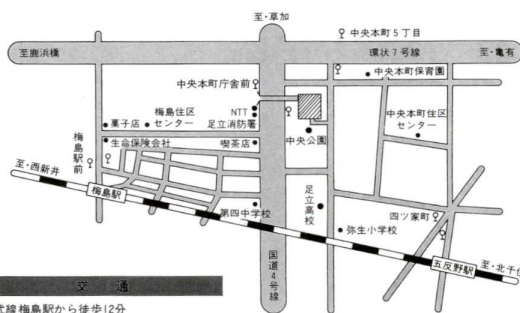 至・草加
中央本町5丁目
至鹿浜橋
環状7号線
至・亀有
中央本町庁舎前
中央本町保育園
菓子店
梅島住区
センター
NTT
足立消防署
中央本町住区
センター
梅島駅前
生命保険会社
喫茶店
中央公園
至・西新井
梅島駅
足立高校
第四中学校
四ツ家町
弥生小学校
国道4号線
五反野駅
至・北千住
交通
線梅島駅から徒歩12分